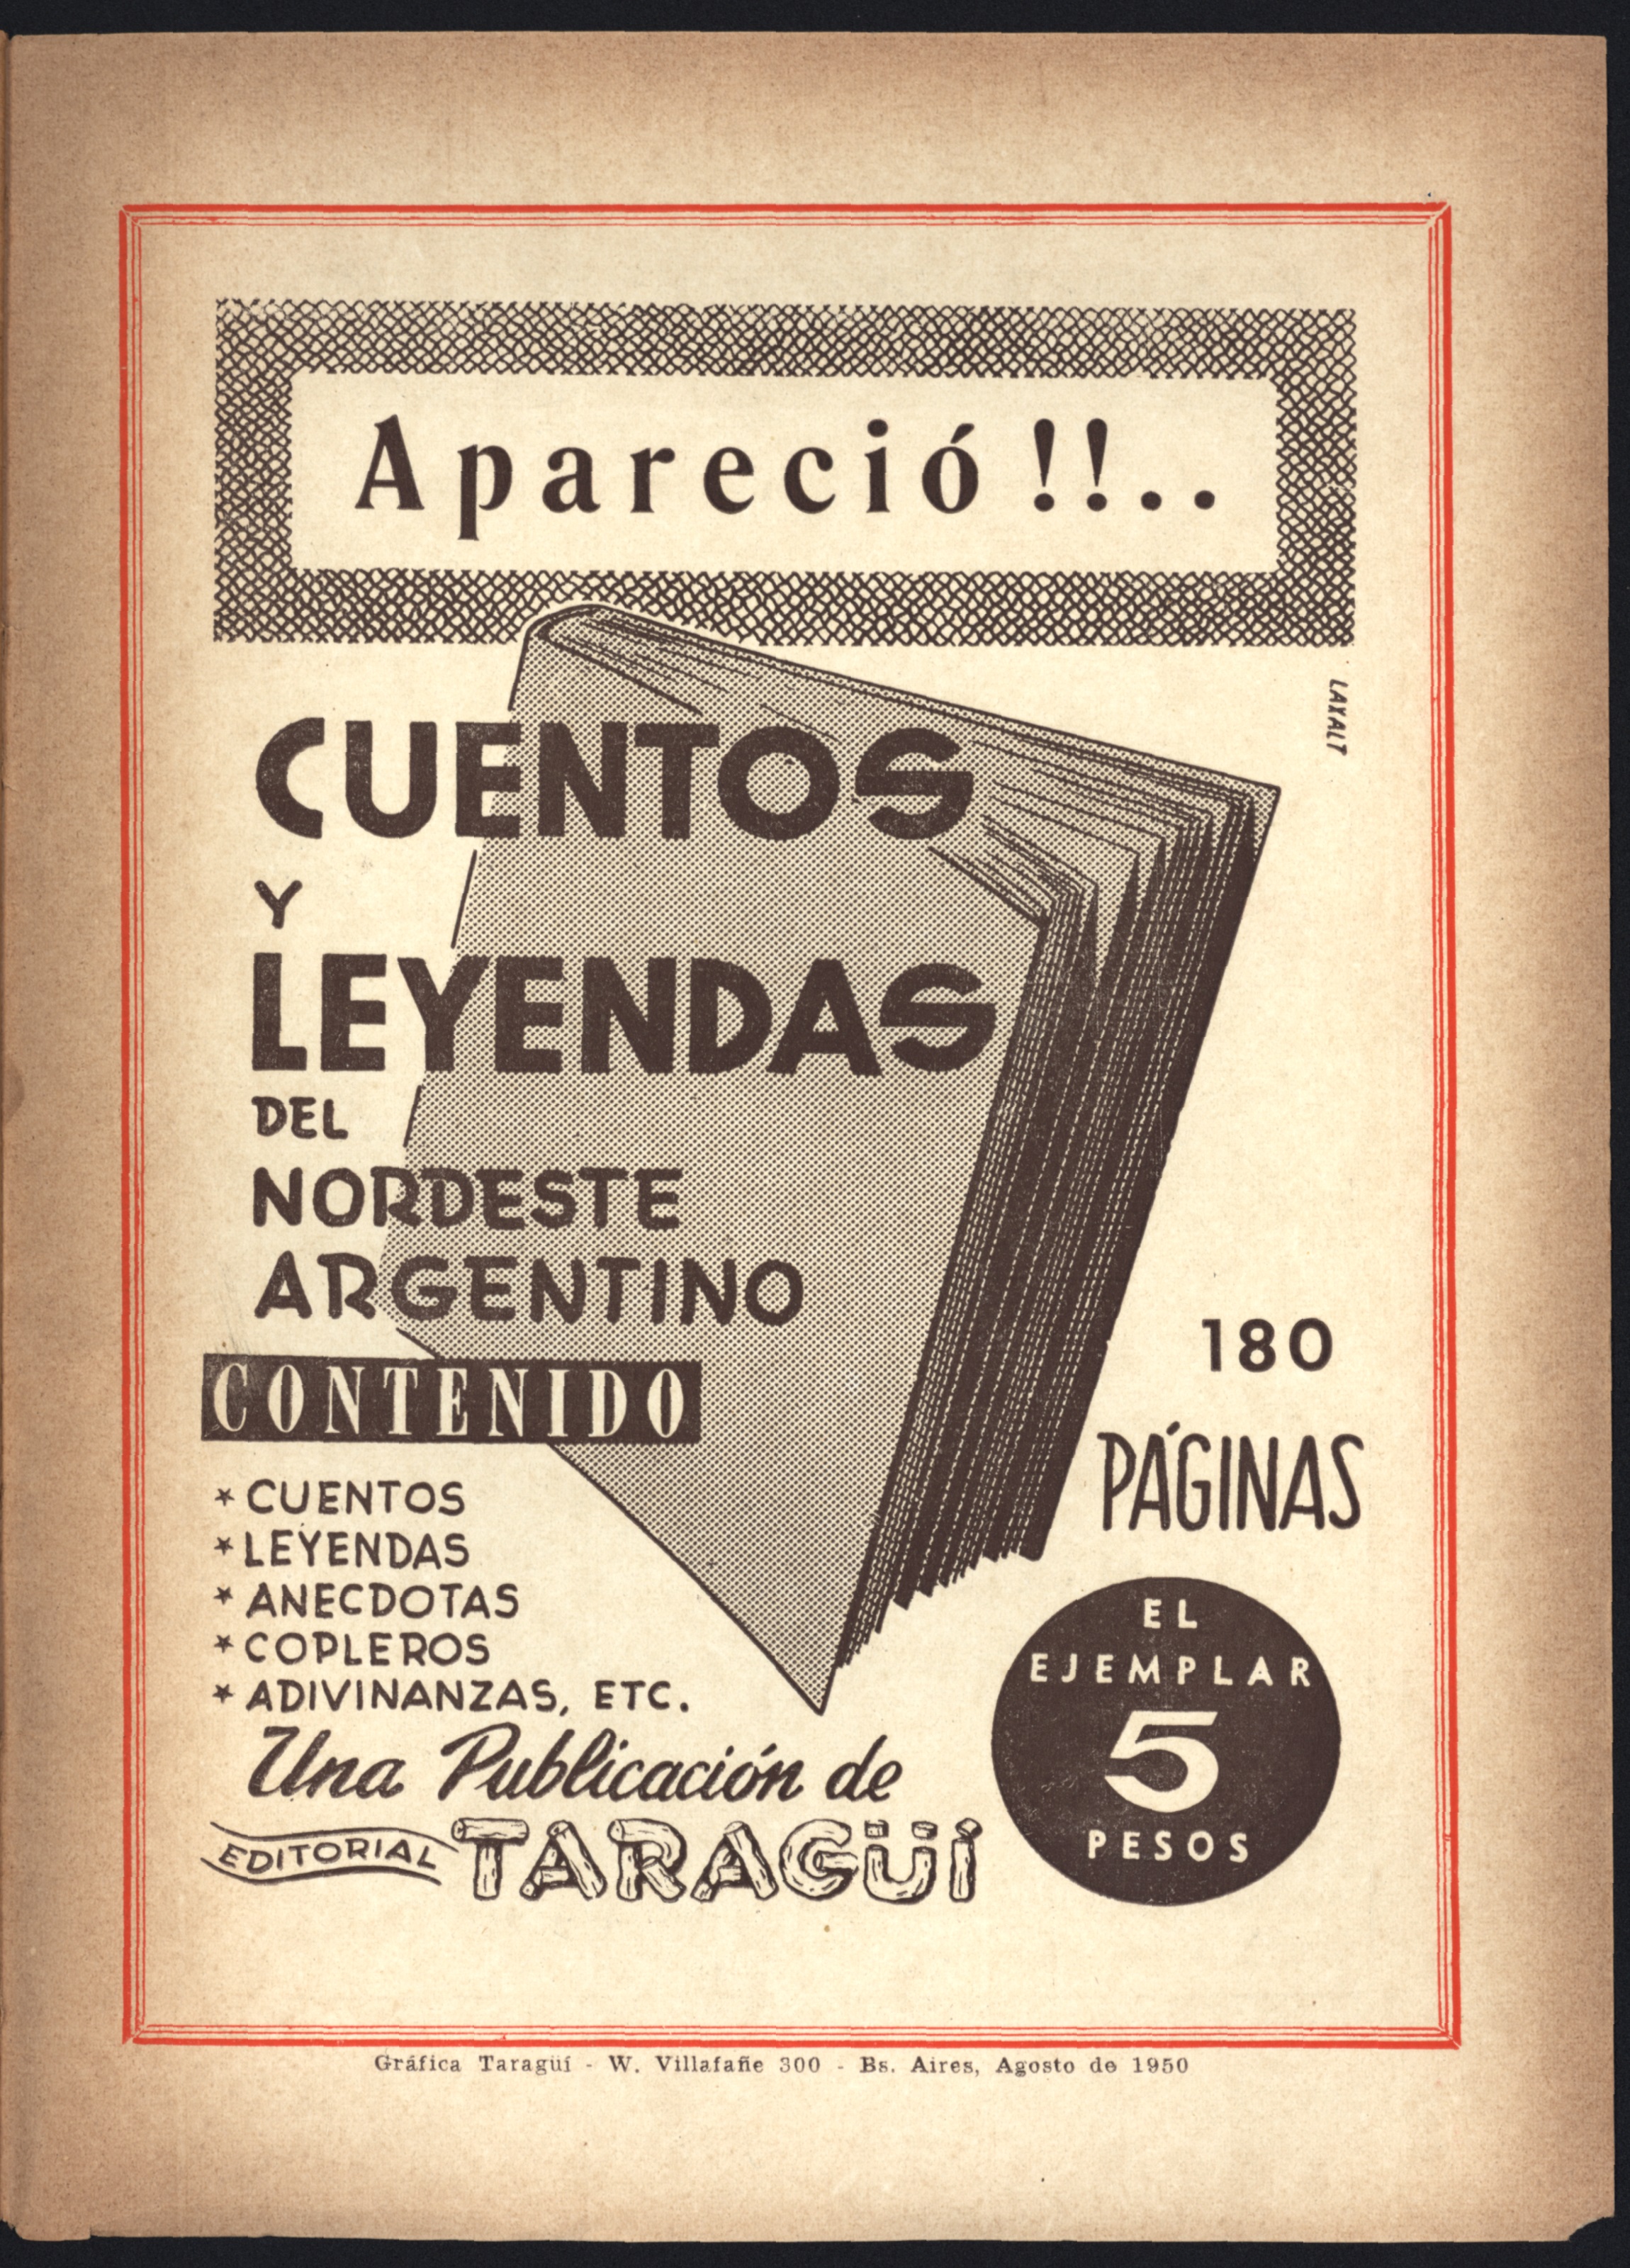 Apareció!!..
LAXALT
CUENTOS
Y
LEYENDAS
DEL
NORDESTE
ARGENTINO
CONTENIDO
* CUENTOS
* LEYENDAS
* ANECDOTAS
* COPLEROS
* ADIVINANZAS, ETC.
180
PÁGINAS
EL
EJEMPLAR
5
PESOS
Una Publicación de
EDITORIAL TARAGÜÍ
Gráfica Taragüí - W. Villafañe 300 - Bs. Aires, Agosto de 1950